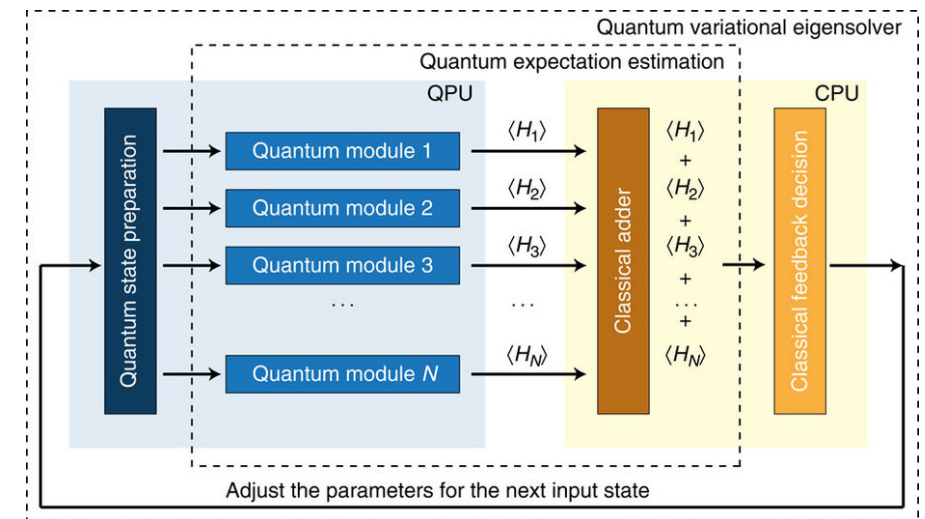 Quantum variational eigensolver
Quantum expectation estimation
QPU
CPU
Quantum state preparation
Quantum module 1
Quantum module 2
Quantum module 3
...
Quantum module N
⟨H₁⟩
⟨H₂⟩
⟨H₃⟩
...
⟨H_N⟩
Classical adder
⟨H₁⟩
+
⟨H₂⟩
+
⟨H₃⟩
+
...
+
⟨H_N⟩
Classical feedback decision
Adjust the parameters for the next input state